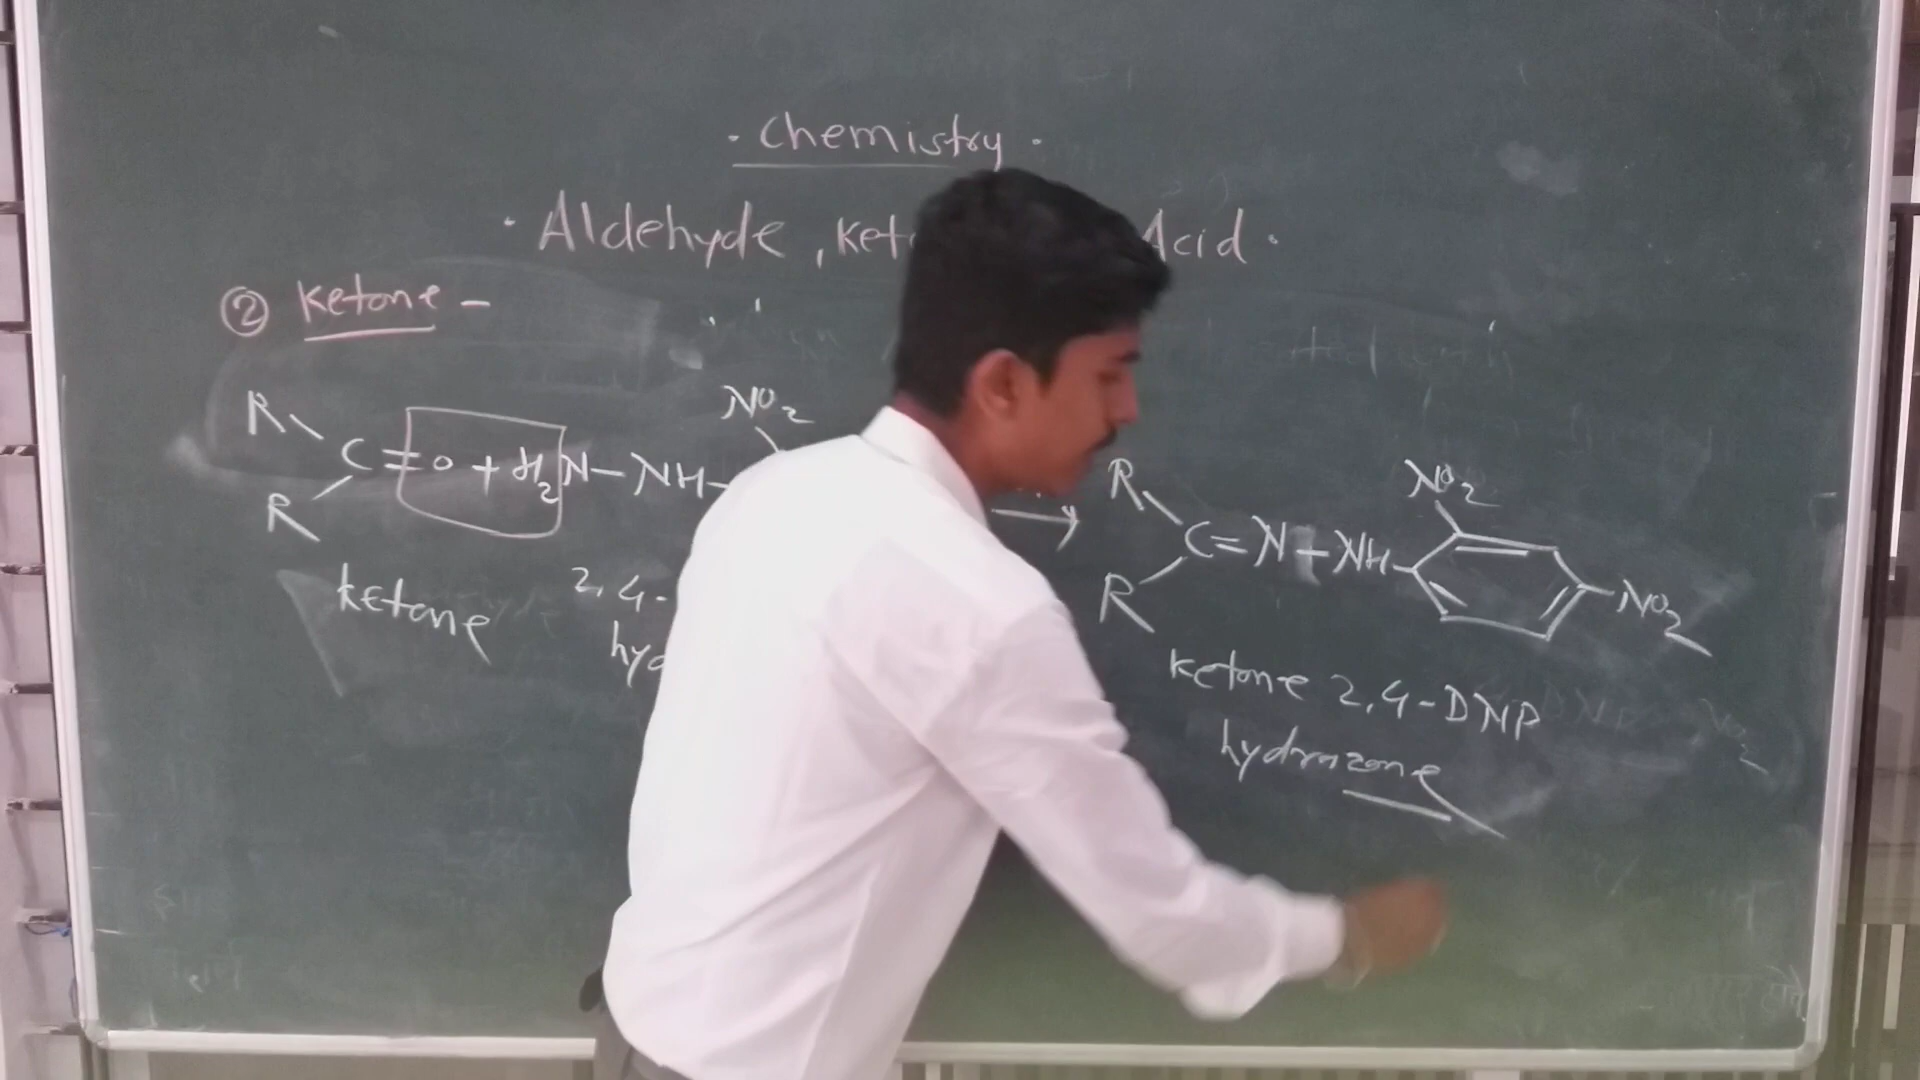 · Chemistry ·
· Aldehyde, Ket Acid ·
② Ketone -
R
R
C=O + H2N-NH-
NO2
ketone
2,4-
hyd
→
R
R
C=N-NH-
NO2
NO2
ketone 2,4-DNP
hydrazone